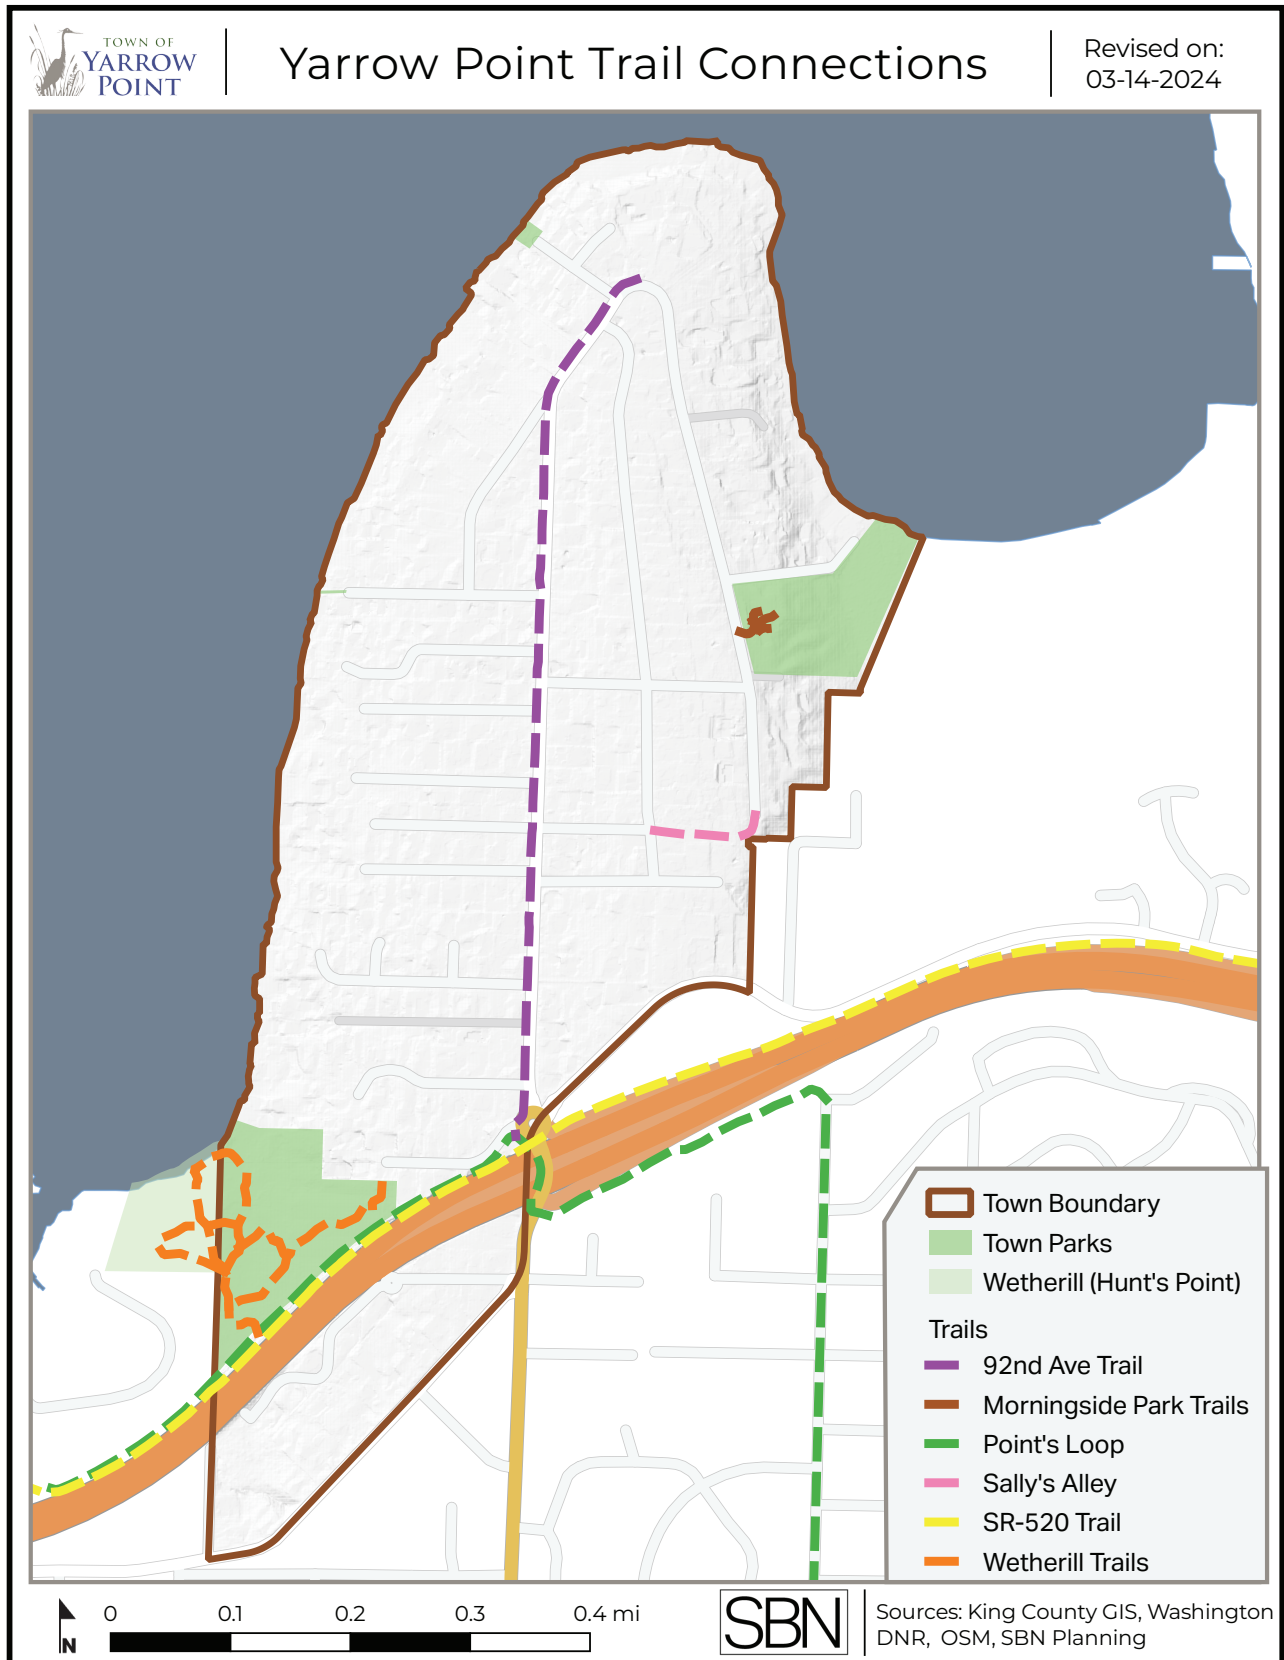 TOWN OF
YARROW
POINT
Yarrow Point Trail Connections
Revised on:
03-14-2024
Town Boundary
Town Parks
Wetherill (Hunt's Point)
Trails
92nd Ave Trail
Morningside Park Trails
Point's Loop
Sally's Alley
SR-520 Trail
Wetherill Trails
N
0 0.1 0.2 0.3 0.4 mi
SBN
Sources: King County GIS, Washington
DNR, OSM, SBN Planning